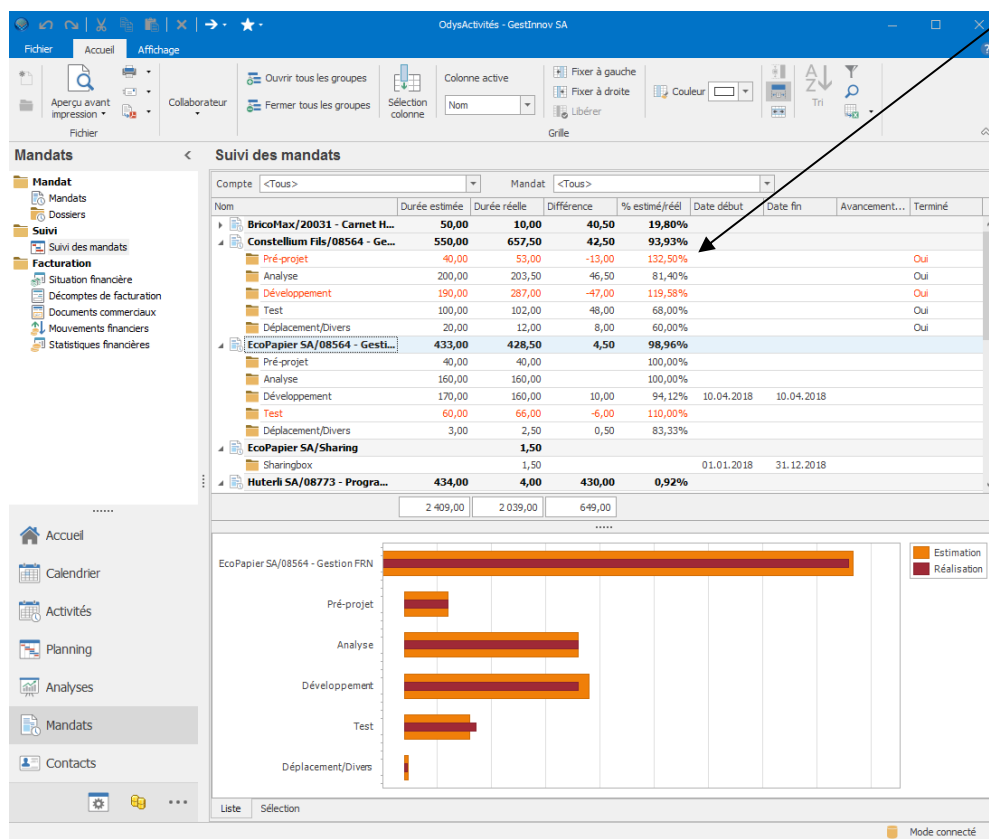 OdysActivités - GestInnov SA
Fichier Accueil Affichage
Aperçu avant impression
Collaborateur
Ouvrir tous les groupes
Fermer tous les groupes
Sélection colonne
Colonne active
Nom
Fixer à gauche
Fixer à droite
Libérer
Couleur
Tri
Fichier Grille
Mandats
Mandat
Mandats
Dossiers
Suivi
Suivi des mandats
Facturation
Situation financière
Décomptes de facturation
Documents commerciaux
Mouvements financiers
Statistiques financières
Accueil
Calendrier
Activités
Planning
Analyses
Mandats
Contacts
Suivi des mandats
Compte <Tous> Mandat <Tous>
Nom Durée estimée Durée réelle Différence % estimé/réél Date début Date fin Avancement... Terminé
BricoMax/20031 - Carnet H... 50,00 10,00 40,50 19,80%
Constellium Fils/08564 - Ge... 550,00 657,50 42,50 93,93%
Pré-projet 40,00 53,00 -13,00 132,50% Oui
Analyse 200,00 203,50 46,50 81,40% Oui
Développement 190,00 287,00 -47,00 119,58% Oui
Test 100,00 102,00 48,00 68,00% Oui
Déplacement/Divers 20,00 12,00 8,00 60,00% Oui
EcoPapier SA/08564 - Gesti... 433,00 428,50 4,50 98,96%
Pré-projet 40,00 40,00 100,00%
Analyse 160,00 160,00 100,00%
Développement 170,00 160,00 10,00 94,12% 10.04.2018 10.04.2018
Test 60,00 66,00 -6,00 110,00%
Déplacement/Divers 3,00 2,50 0,50 83,33%
EcoPapier SA/Sharing 1,50
Sharingbox 1,50 01.01.2018 31.12.2018
Huterli SA/08773 - Progra... 434,00 4,00 430,00 0,92%
2 409,00 2 039,00 649,00
EcoPapier SA/08564 - Gestion FRN
Pré-projet
Analyse
Développement
Test
Déplacement/Divers
Estimation
Réalisation
Liste Sélection
Mode connecté